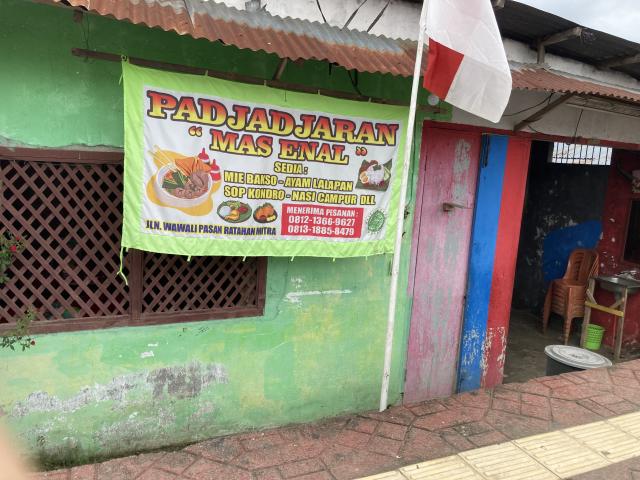 PADJADJARAN
" MAS ENAL "
SEDIA :
MIE BAKSO - AYAM LALAPAN
SOP KONDRO - NASI CAMPUR DLL
MENERIMA PESANAN :
0812-1366-9627
0813-1885-8479
JLN. WAWALI PASAN RATAHAN MITRA